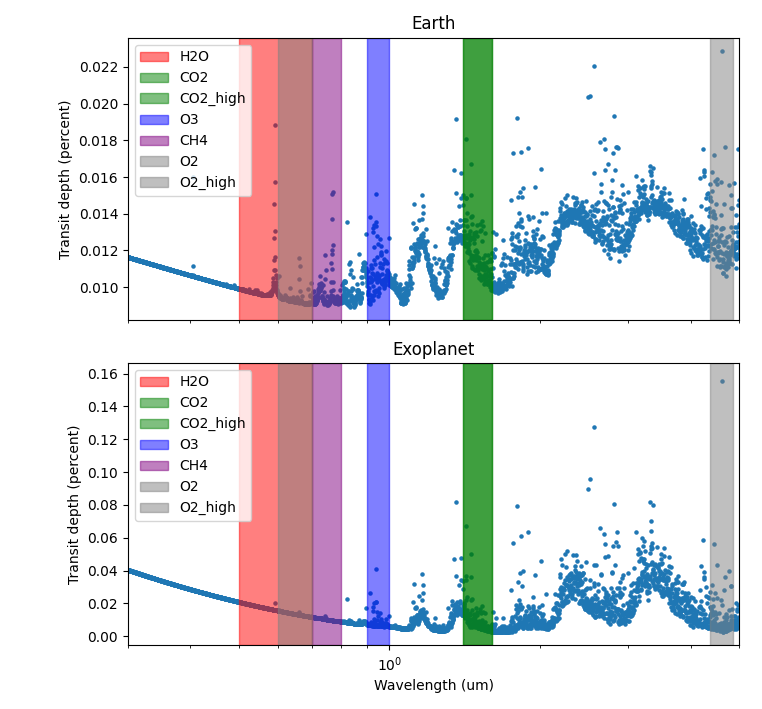 Earth
Transit depth (percent)
0.022
0.020
0.018
0.016
0.014
0.012
0.010
H2O
CO2
CO2_high
O3
CH4
O2
O2_high
Exoplanet
Transit depth (percent)
0.16
0.14
0.12
0.10
0.08
0.06
0.04
0.02
0.00
H2O
CO2
CO2_high
O3
CH4
O2
O2_high
10⁰
Wavelength (um)